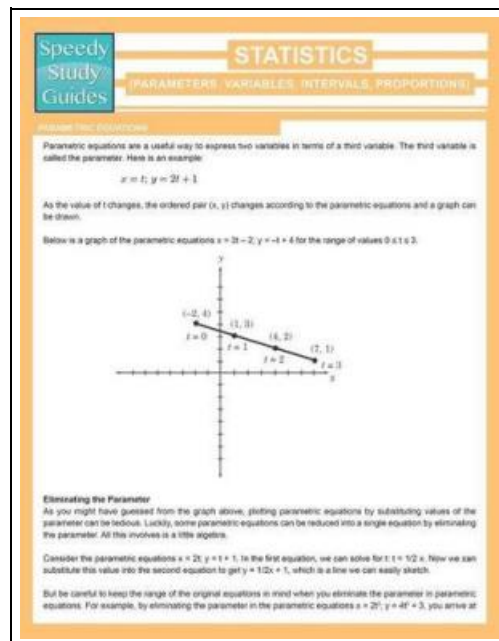 Speedy
Study
Guides
STATISTICS
(PARAMETERS, VARIABLES, INTERVALS, PROPORTIONS)
PARAMETRIC EQUATIONS
Parametric equations are a useful way to express two variables in terms of a third variable. The third variable is
called the parameter. Here is an example:
x = t; y = 2t + 1
As the value of t changes, the ordered pair (x, y) changes according to the parametric equations and a graph can
be drawn.
Below is a graph of the parametric equations x = 3t – 2; y = –t + 4 for the range of values 0 ≤ t ≤ 3.
y
(–2, 4)
(1, 3)
(4, 2)
(7, 1)
t = 0
t = 1
t = 2
t = 3
x
Eliminating the Parameter
As you might have guessed from the graph above, plotting parametric equations by substituting values of the
parameter can be tedious. Luckily, some parametric equations can be reduced into a single equation by eliminating
the parameter. All this involves is a little algebra.
Consider the parametric equations x = 2t; y = t + 1. In the first equation, we can solve for t: t = 1/2 x. Now we can
substitute this value into the second equation to get y = 1/2x + 1, which is a line we can easily sketch.
But be careful to keep the range of the original equations in mind when you eliminate the parameter in parametric
equations. For example, by eliminating the parameter in the parametric equations x = 2t²; y = 4t² + 3, you arrive at